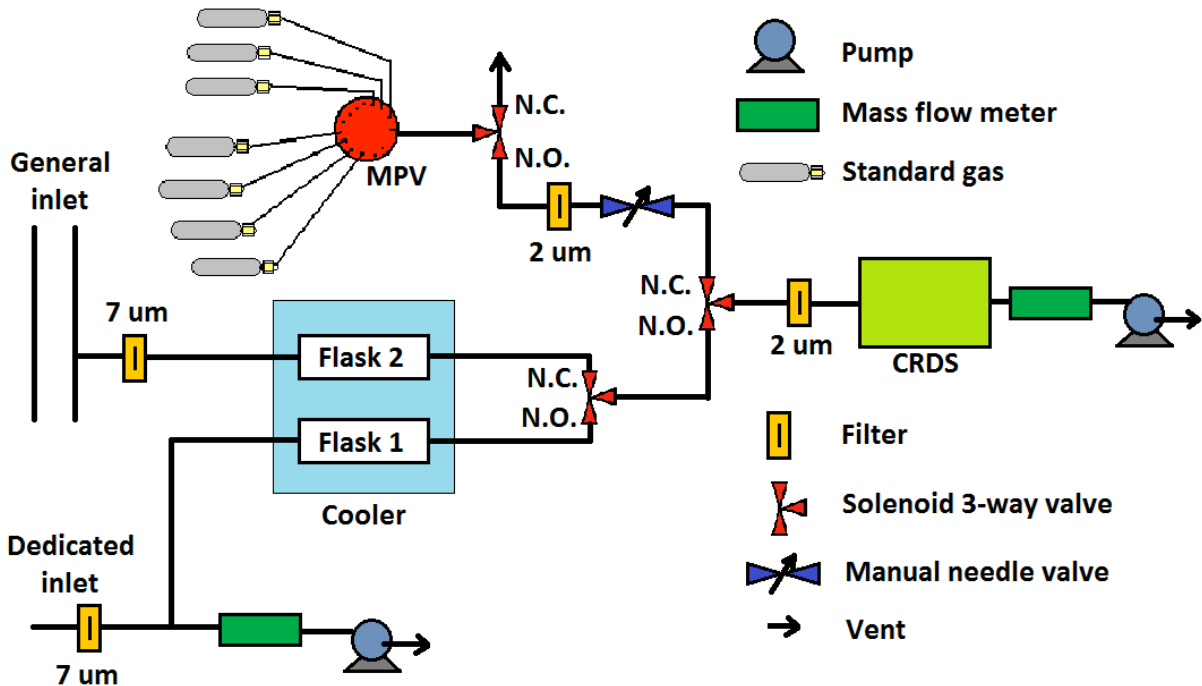 N.C.
N.O.
MPV
General
inlet
2 um
7 um
N.C.
N.O.
2 um
CRDS
Flask 2
N.C.
N.O.
Flask 1
Cooler
Dedicated
inlet
7 um
Pump
Mass flow meter
Standard gas
Filter
Solenoid 3-way valve
Manual needle valve
Vent